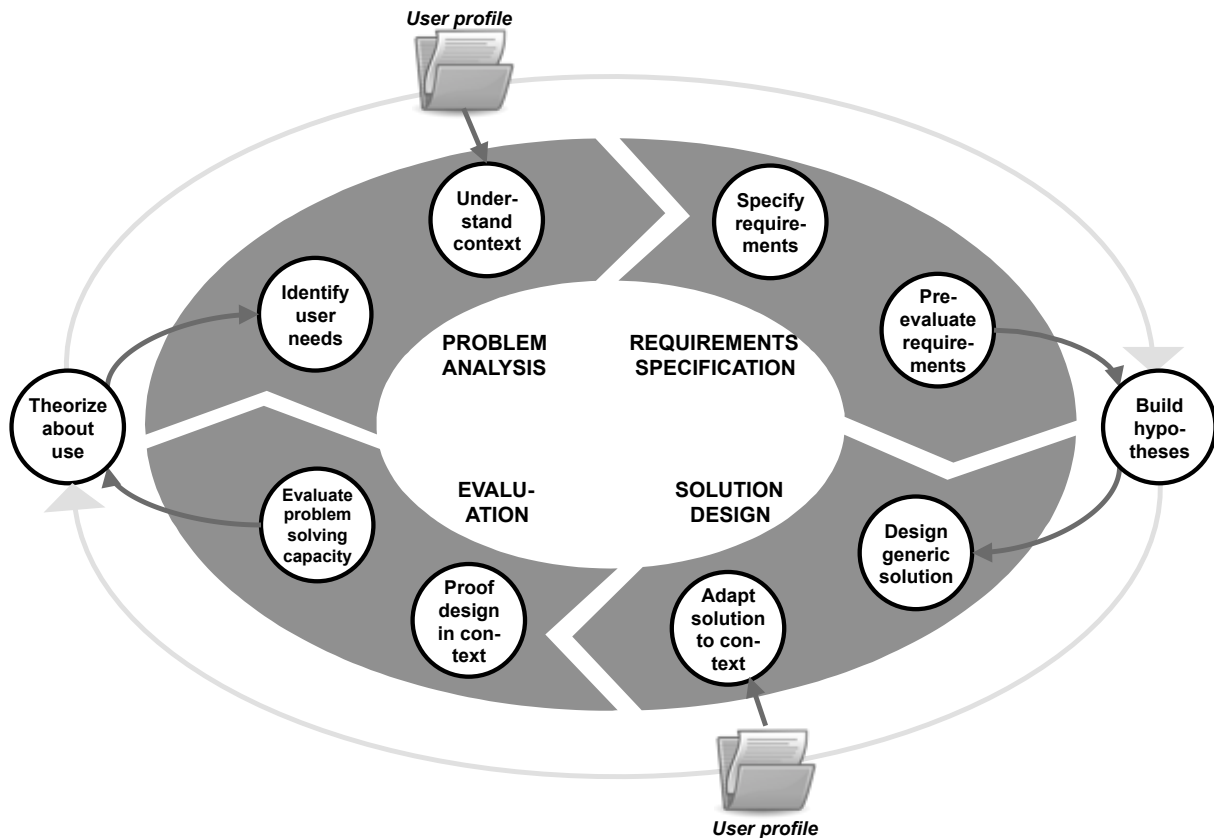 User profile
Under-
stand
context
Specify
require-
ments
Identify
user
needs
Pre-
evaluate
require-
ments
PROBLEM
ANALYSIS
REQUIREMENTS
SPECIFICATION
Theorize
about
use
Build
hypo-
theses
EVALU-
ATION
SOLUTION
DESIGN
Evaluate
problem
solving
capacity
Design
generic
solution
Proof
design
in con-
text
Adapt
solution
to con-
text
User profile